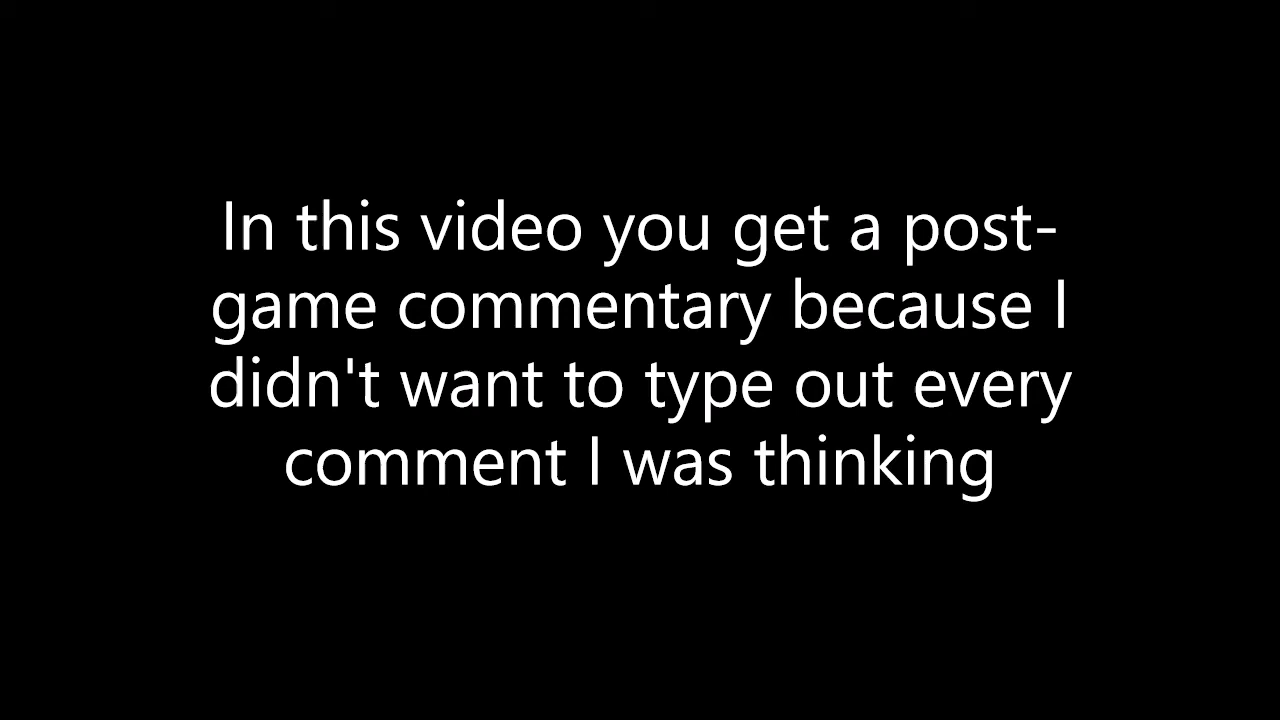 In this video you get a post-
game commentary because I
didn't want to type out every
comment I was thinking